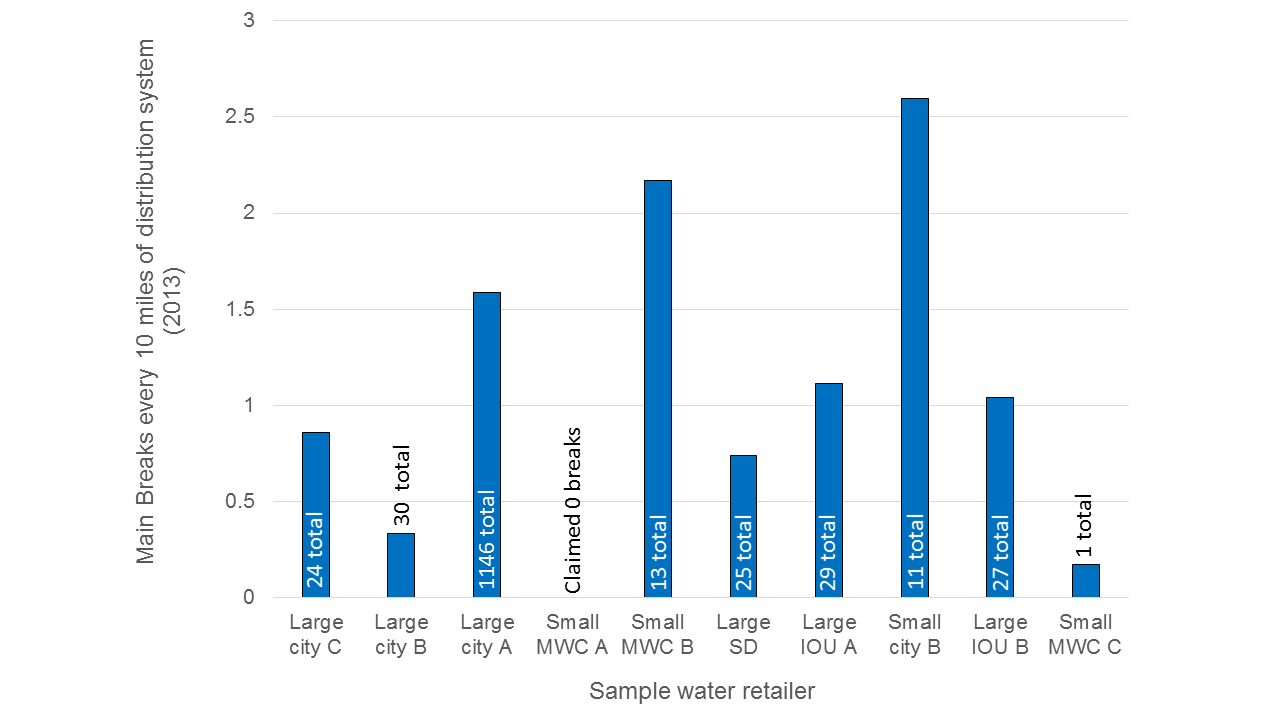 Main Breaks every 10 miles of distribution system
(2013)
3
2.5
2
1.5
1
0.5
0
24 total
30 total
1146 total
Claimed 0 breaks
13 total
25 total
29 total
11 total
27 total
1 total
Large
city C
Large
city B
Large
city A
Small
MWC A
Small
MWC B
Large
SD
Large
IOU A
Small
city B
Large
IOU B
Small
MWC C
Sample water retailer